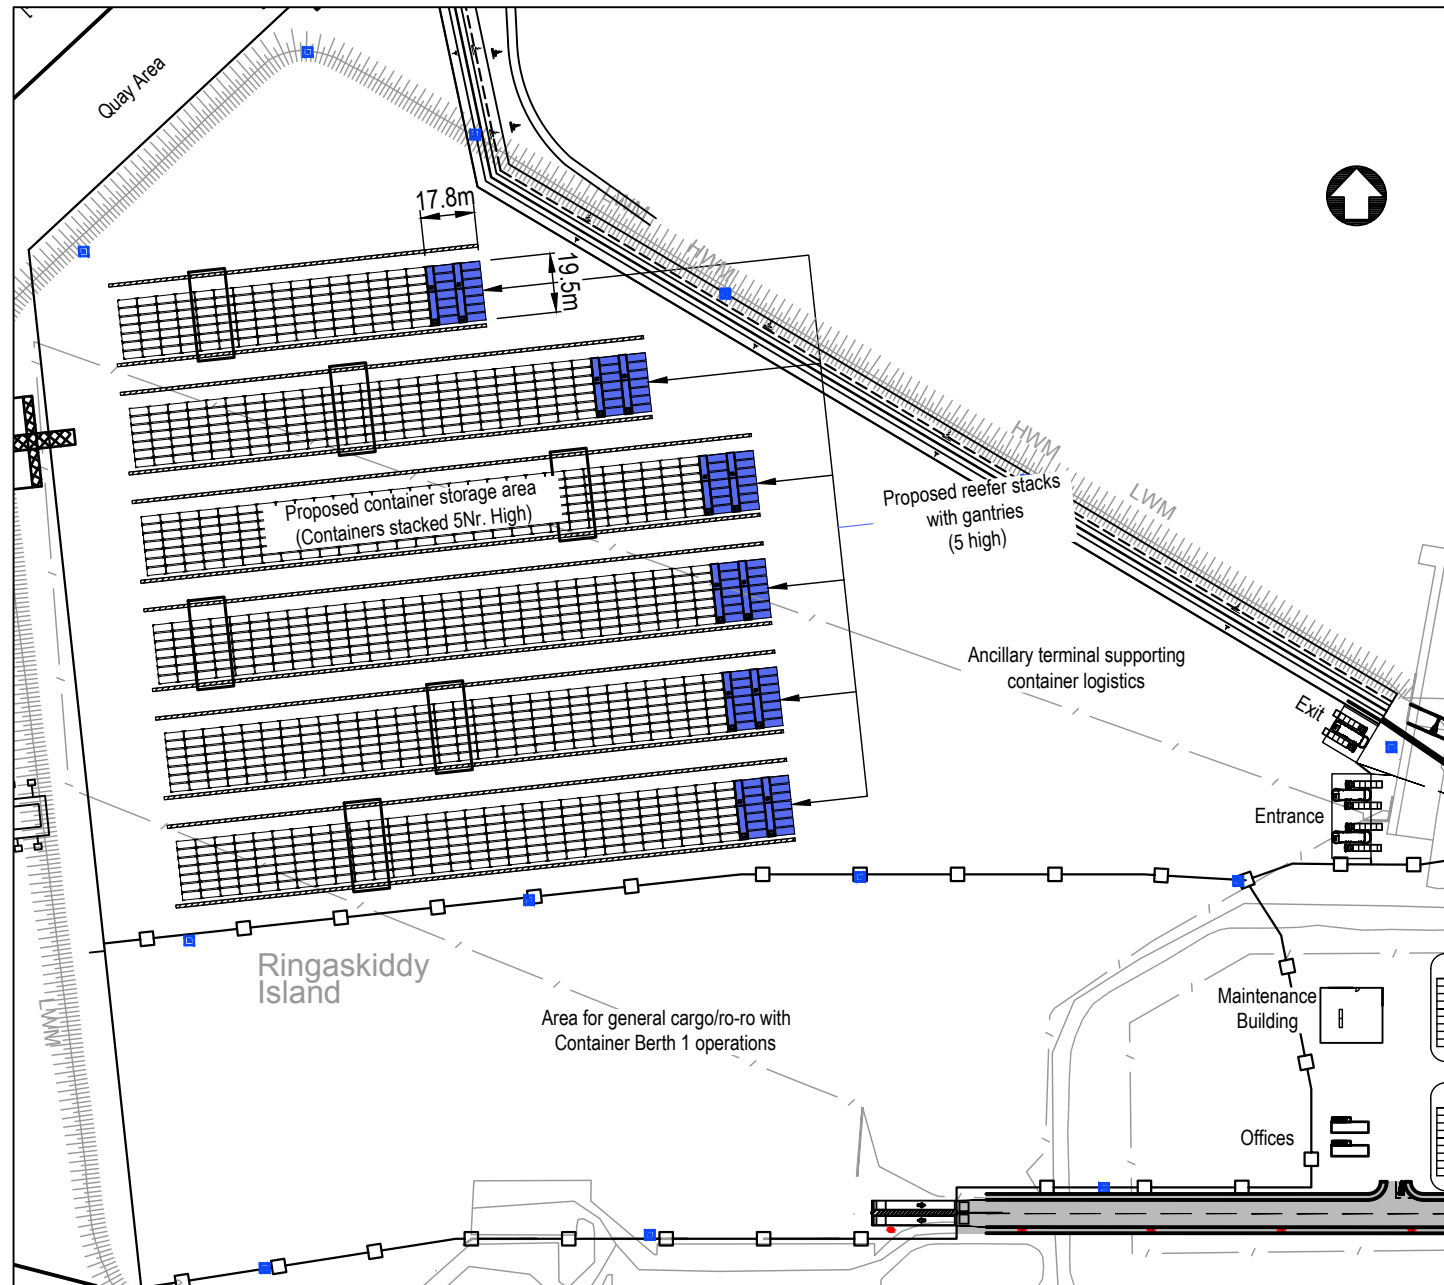 Quay Area
17.8m
19.5m
LWM
HWM
HWM
LWM
Proposed container storage area
(Containers stacked 5Nr. High)
Proposed reefer stacks
with gantries
(5 high)
Ancillary terminal supporting
container logistics
Exit
Entrance
Ringaskiddy
Island
LWM
Area for general cargo/ro-ro with
Container Berth 1 operations
Maintenance
Building
Offices